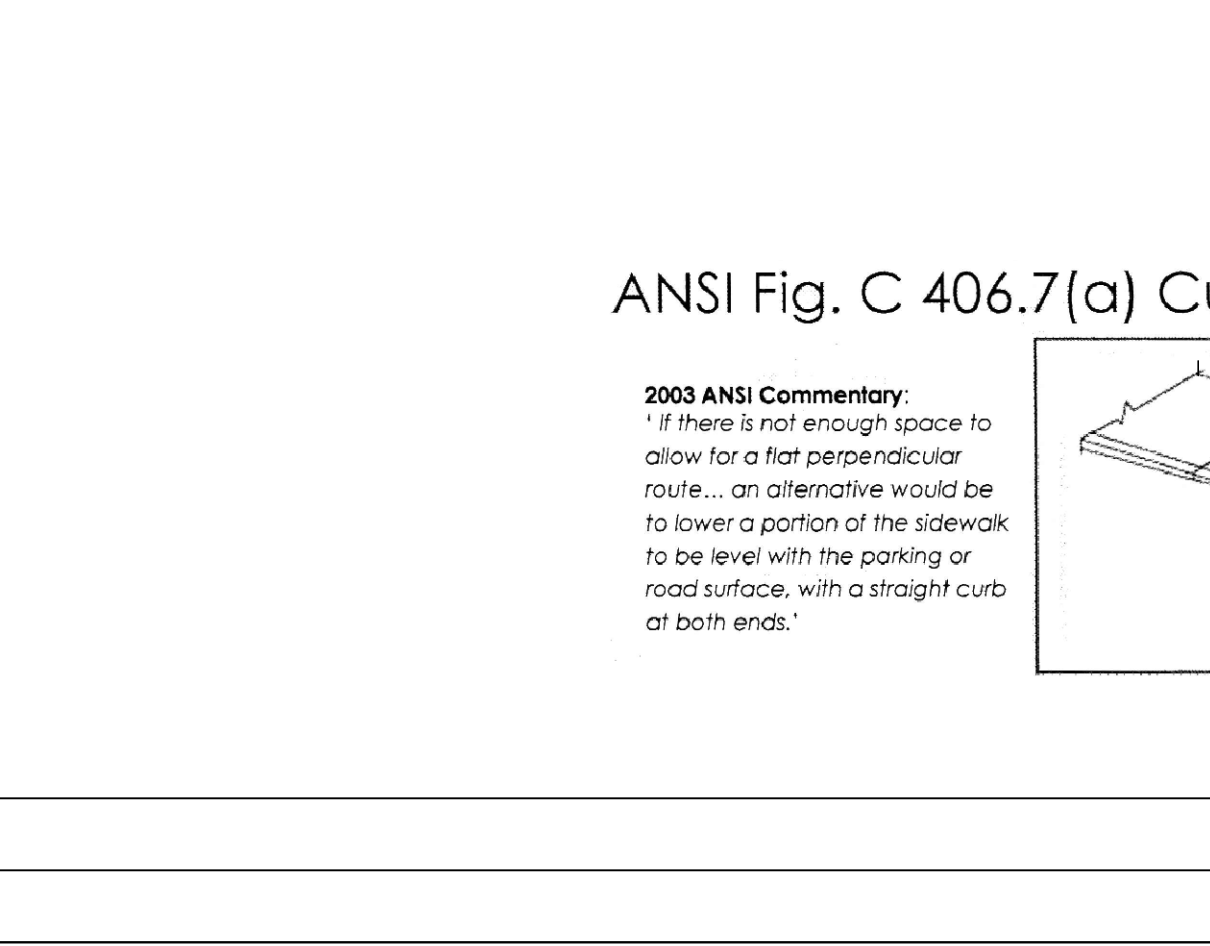 ANSI Fig. C 406.7(a)
2003 ANSI Commentary:
' If there is not enough space to
allow for a flat perpendicular
route... an alternative would be
to lower a portion of the sidewalk
to be level with the parking or
road surface, with a straight curb
at both ends.'